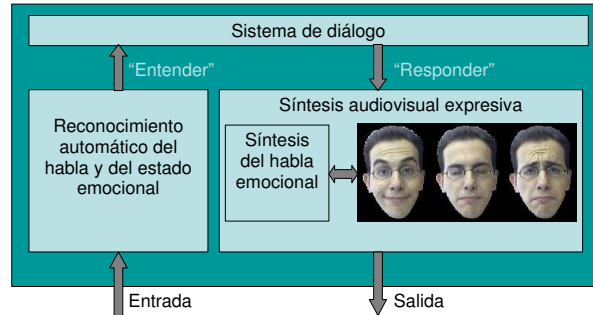 Sistema de diálogo
“Entender”
“Responder”
Reconocimiento
automático del
habla y del estado
emocional
Síntesis audiovisual expresiva
Síntesis
del habla
emocional
Entrada
Salida